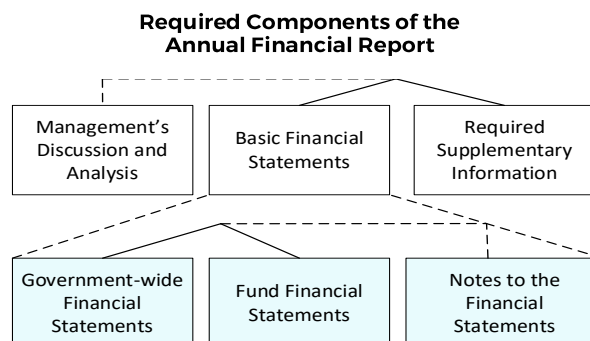 Required Components of the
Annual Financial Report
Management's
Discussion and
Analysis
Basic Financial
Statements
Required
Supplementary
Information
Government-wide
Financial
Statements
Fund Financial
Statements
Notes to the
Financial
Statements